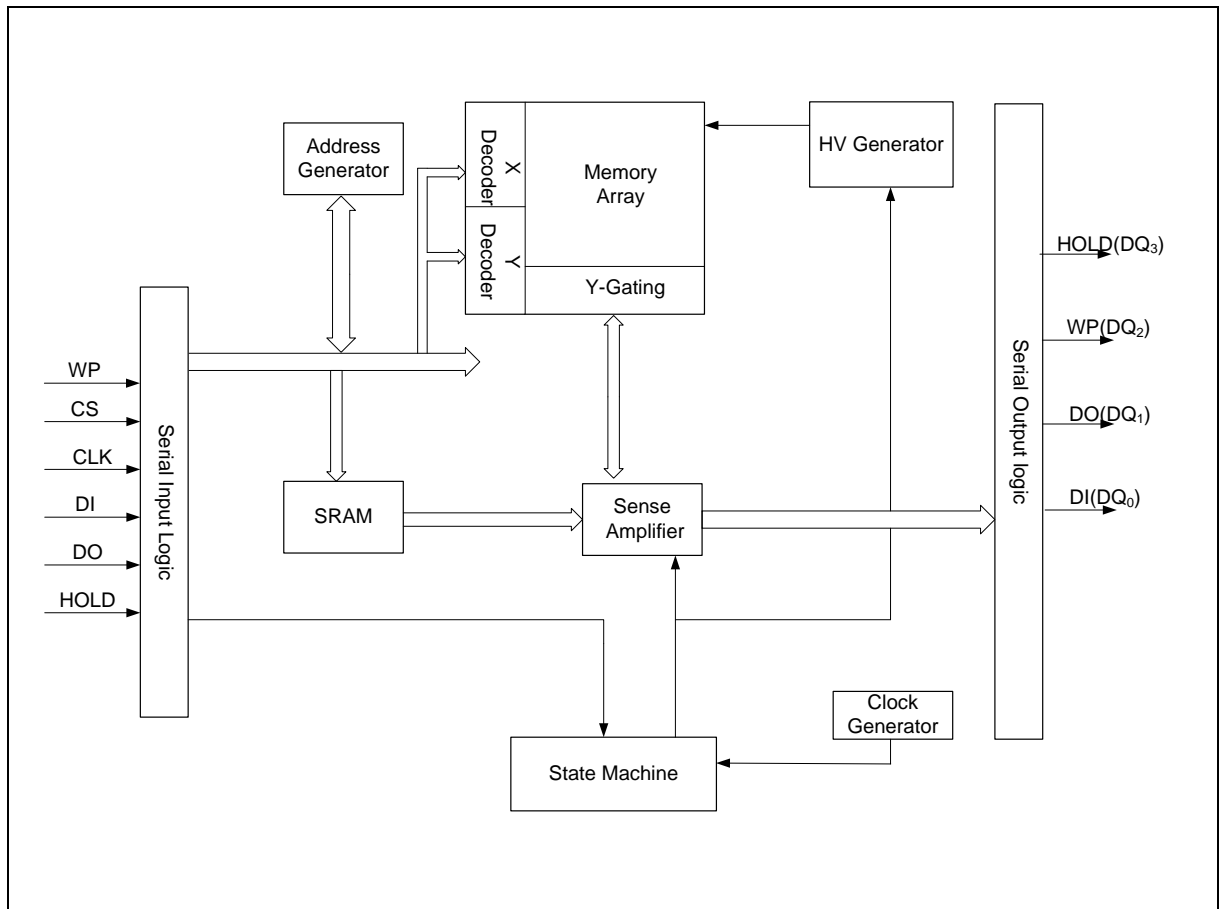 Address
Generator
X
Decoder
Y
Decoder
Memory
Array
Y-Gating
HV Generator
WP
CS
CLK
DI
DO
HOLD
Serial Input Logic
SRAM
Sense
Amplifier
State Machine
Clock
Generator
Serial Output logic
HOLD(DQ₃)
WP(DQ₂)
DO(DQ₁)
DI(DQ₀)